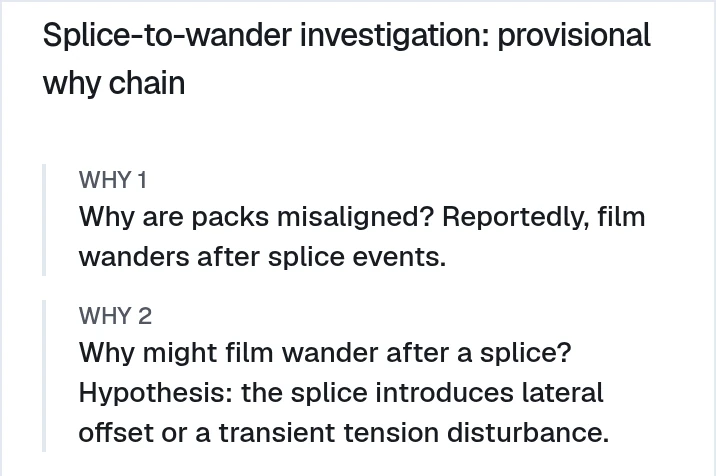 Splice-to-wander investigation: provisional
why chain
WHY 1
Why are packs misaligned? Reportedly, film
wanders after splice events.
WHY 2
Why might film wander after a splice?
Hypothesis: the splice introduces lateral
offset or a transient tension disturbance.